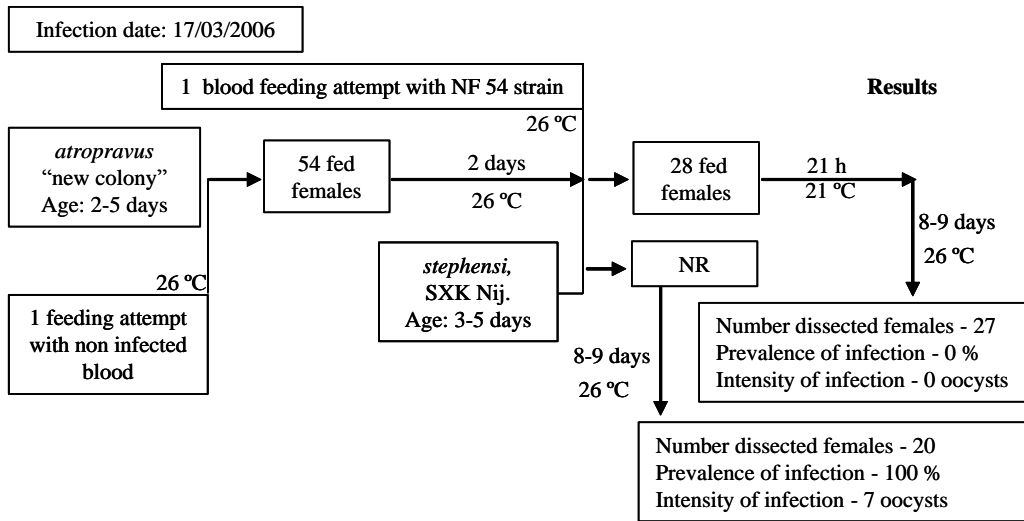 Infection date: 17/03/2006
1 blood feeding attempt with NF 54 strain
Results
26 ºC
atropravus
“new colony”
Age: 2-5 days
54 fed
females
2 days
26 ºC
28 fed
females
21 h
21 ºC
8-9 days
26 ºC
stephensi,
SXK Nij.
Age: 3-5 days
NR
26 ºC
1 feeding attempt
with non infected
blood
8-9 days
26 ºC
Number dissected females - 27
Prevalence of infection - 0 %
Intensity of infection - 0 oocysts
Number dissected females - 20
Prevalence of infection - 100 %
Intensity of infection - 7 oocysts